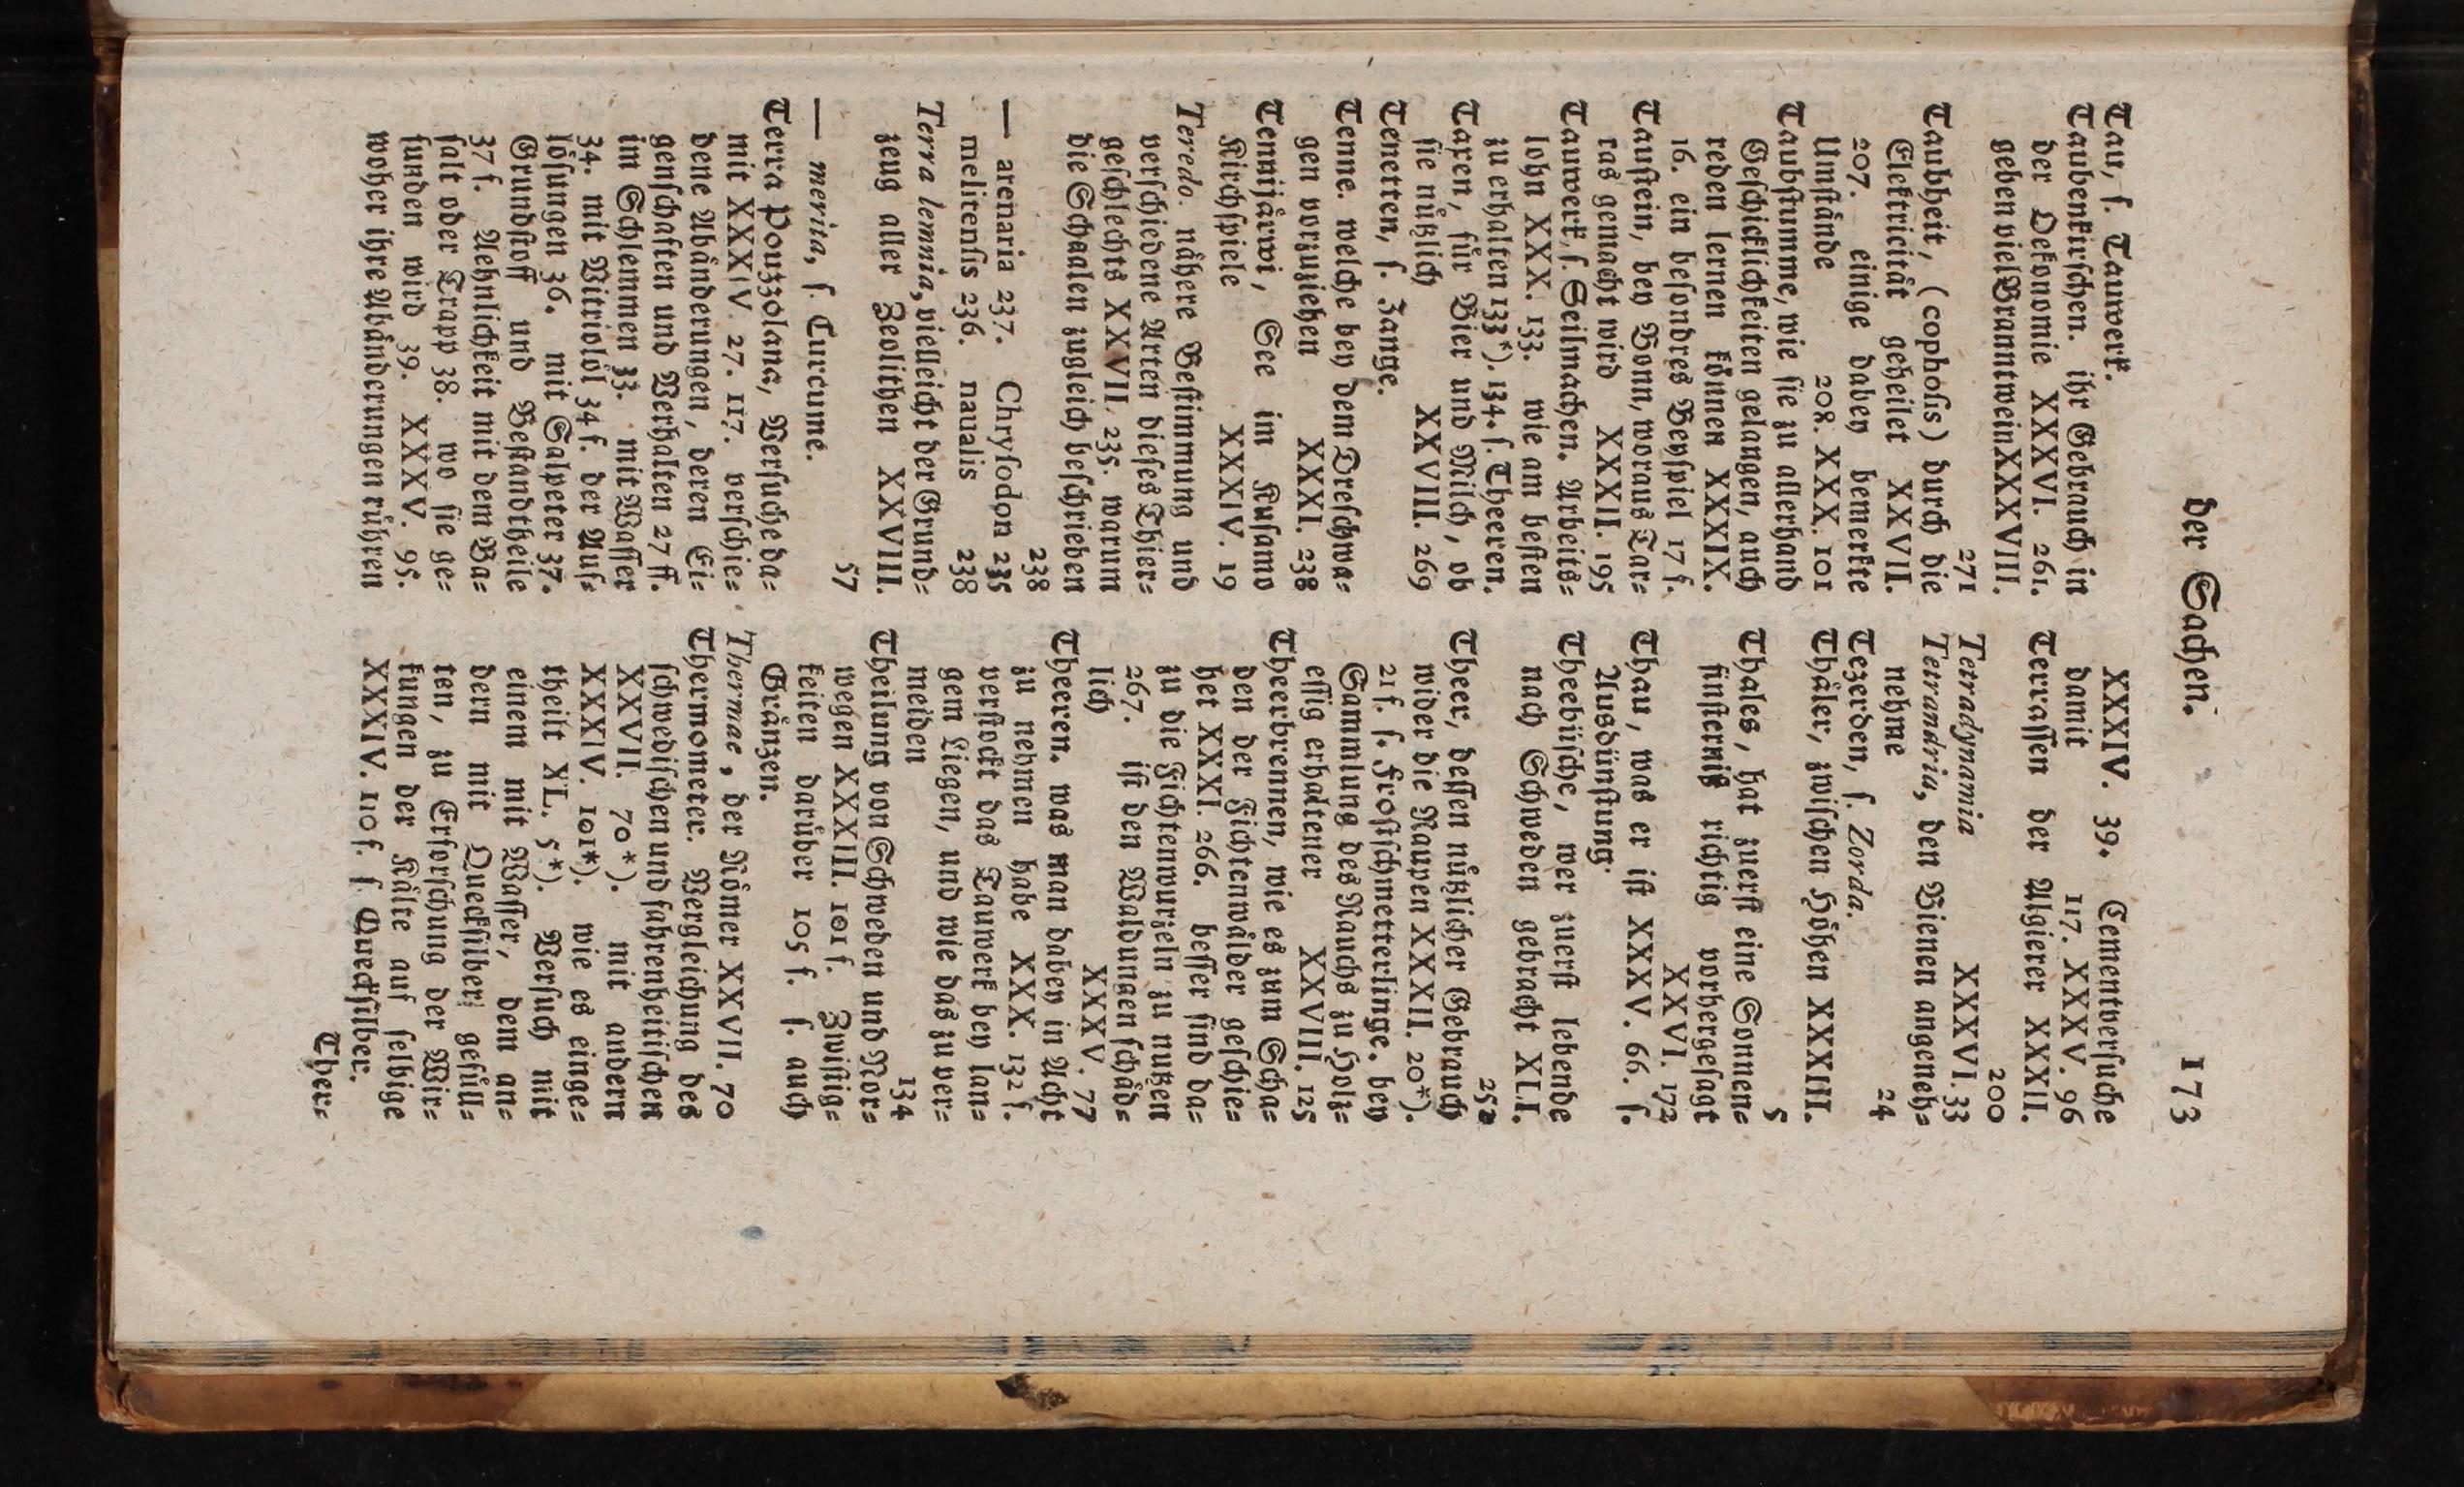 der Sachen. 173
Tau, s. Tauwerk.
Taubenkirschen. ihr Gebrauch in
der Oekonomie XXXVI. 261.
geben viel Branntwein XXXVIII.
271
Taubheit, (cophosis) durch die
Elektricität geheilet XXVII.
207. einige dabey bemerkte
Umstände 208. XXX. 101
Taubstumme, wie sie zu allerhand
Geschicklichkeiten gelangen, auch
reden lernen können XXXIX.
16. ein besondres Beyspiel 17 f.
Taufstein, bey Bonn, woraus Tar=
ras gemacht wird XXXII. 195
Tauwerk, s. Seilmachen. Arbeits=
lohn XXX. 133. wie am besten
zu erhalten 133*). 134. s. Theeren.
Taxen, für Bier und Milch, ob
sie nützlich XXVIII. 269
Tenetten, s. Zange.
Tenne. welche bey dem Dreschwa=
gen vorzuziehen XXXI. 238
Tennijärwi, See im Kusamo
Kirchspiele XXXIV. 19
Teredo. nähere Bestimmung und
verschiedene Arten dieses Thier=
geschlechts XXVII. 235. warum
die Schaalen zugleich beschrieben
238
— arenaria 237. Chrysodon 235
melitensis 236. naualis 238
Terra lemnia, vielleicht der Grund=
zeug aller Zeolithen XXVIII.
57
— merita, s. Curcume.
Terra Pouzzolana, Versuche da=
mit XXXIV. 27. 117. verschie=
dene Abänderungen, deren Ei=
genschaften und Verhalten 27 ff.
im Schlemmen 33. mit Wasser
34. mit Vitriolöl 34 f. der Auf=
lösungen 36. mit Salpeter 37.
Grundstoff und Bestandtheile
37 f. Aehnlichkeit mit dem Ba=
salt oder Trapp 38. wo sie ge=
funden wird 39. XXXV. 95.
woher ihre Abänderungen rühren
XXXIV. 39. Cementversuche
damit 117. XXXV. 96
Terrassen der Algierer XXXII.
200
Tetradynamia XXXVI. 33
Tetrandria, den Bienen angeneh=
nehme 24
Tezerden, s. Zorda.
Thäler, zwischen Höhen XXXIII.
5
Thales, hat zuerst eine Sonnen=
finsterniß richtig vorhergesagt
XXVI. 172
Thau, was er ist XXXV. 66. s.
Ausdünstung.
Theebüsche, wer zuerst lebende
nach Schweden gebracht XLI.
252
Theer, dessen nützlicher Gebrauch
wider die Raupen XXXII. 20*).
21 f. s. Frostschmetterlinge. bey
Sammlung des Rauchs zu Holz=
essig erhaltener XXVIII. 125
Theerbrennen, wie es zum Scha=
den der Fichtenwälder geschie=
het XXXI. 266. besser sind da=
zu die Fichtenwurzeln zu nutzen
267. ist den Waldungen schäd=
lich XXXV. 77
Theeren. was man dabey in Acht
zu nehmen habe XXX. 132 f.
verstockt das Tauwerk bey lan=
gem Liegen, und wie das zu ver=
meiden 134
Theilung von Schweden und Nor=
wegen XXXIII. 101 f. Zwistig=
keiten darüber 105 f. s. auch
Gränzen.
Thermae, der Römer XXVII. 70
Thermometer. Vergleichung des
schwedischen und fahrenheitischen
XXVII. 70*). mit andern
XXXIV. 101*). wie es einge=
theilt XL. 5*). Versuch mit
einem mit Wasser, dem an=
dern mit Quecksilber gefüll=
ten, zu Erforschung der Wir=
kungen der Kälte auf selbige
XXXIV. 110 f. s. Quecksilber.
Ther=